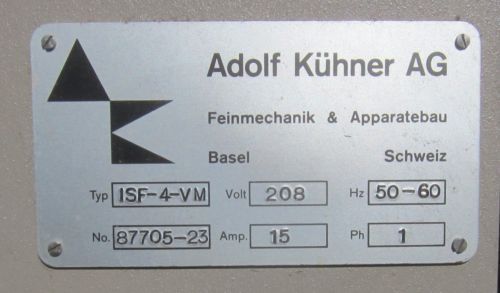 Adolf Kühner AG
Feinmechanik & Apparatebau
Basel Schweiz
Typ ISF-4-VM Volt 208 Hz 50-60
No. 87705-23 Amp. 15 Ph 1